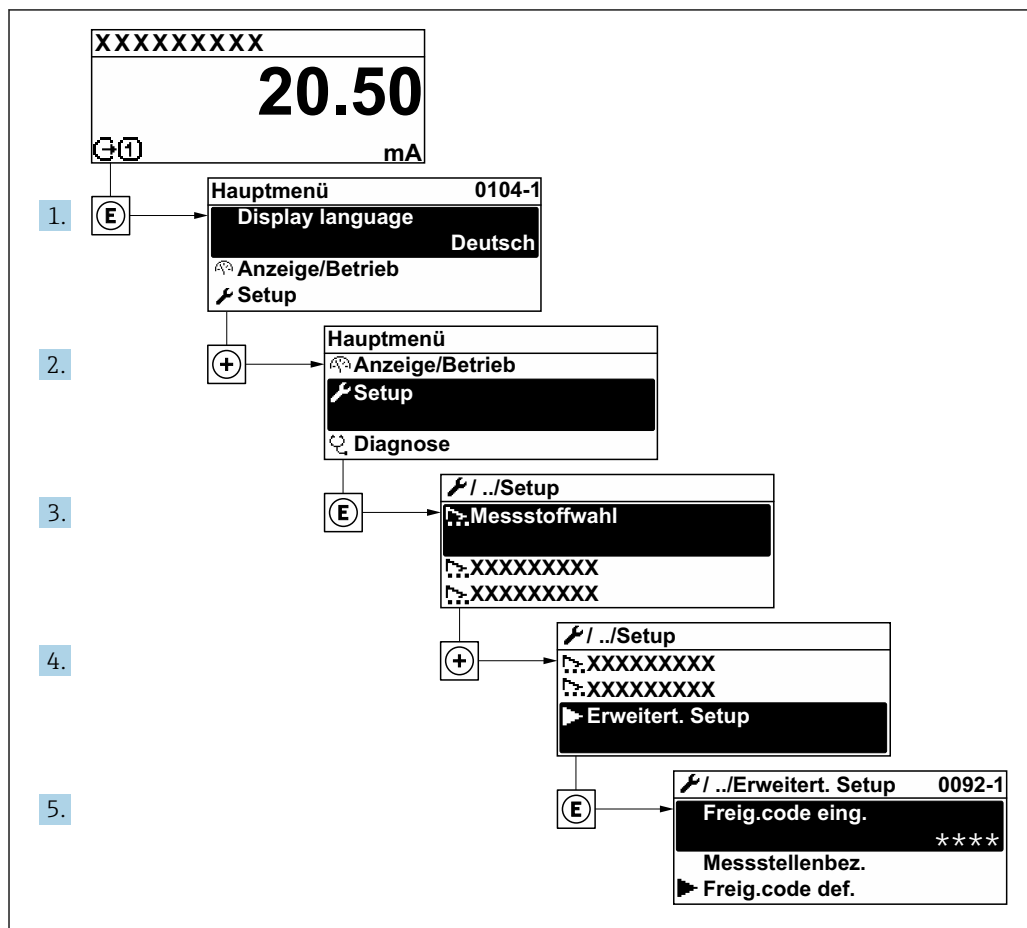 XXXXXXXXX
20.50
1 mA
1. E
Hauptmenü 0104-1
Display language
Deutsch
Anzeige/Betrieb
Setup
2. +
Hauptmenü
Anzeige/Betrieb
Setup
Diagnose
3. E
/ ../Setup
Messstoffwahl
XXXXXXXXX
XXXXXXXXX
4. +
/ ../Setup
XXXXXXXXX
XXXXXXXXX
Erweitert. Setup
5. E
/ ../Erweitert. Setup 0092-1
Freig.code eing.
****
Messstellenbez.
Freig.code def.